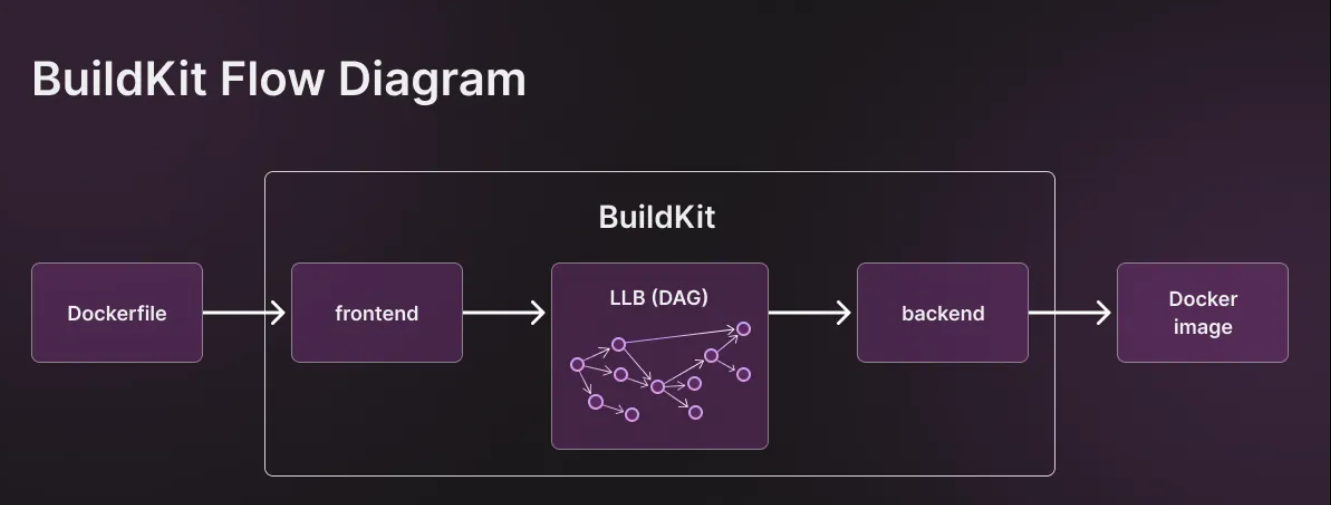 BuildKit Flow Diagram
BuildKit
Dockerfile
frontend
LLB (DAG)
backend
Docker
image